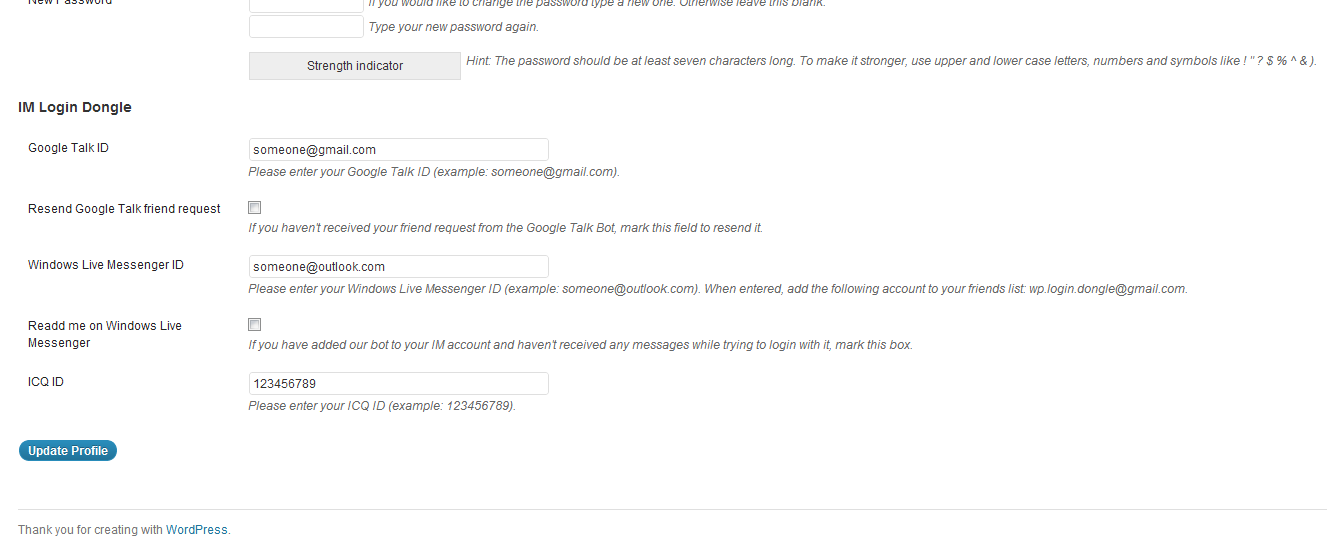 New Password
If you would like to change the password type a new one. Otherwise leave this blank.
Type your new password again.
Strength indicator
Hint: The password should be at least seven characters long. To make it stronger, use upper and lower case letters, numbers and symbols like ! " ? $ % ^ & ).
IM Login Dongle
Google Talk ID
someone@gmail.com
Please enter your Google Talk ID (example: someone@gmail.com).
Resend Google Talk friend request
If you haven't received your friend request from the Google Talk Bot, mark this field to resend it.
Windows Live Messenger ID
someone@outlook.com
Please enter your Windows Live Messenger ID (example: someone@outlook.com). When entered, add the following account to your friends list: wp.login.dongle@gmail.com.
Readd me on Windows Live
Messenger
If you have added our bot to your IM account and haven't received any messages while trying to login with it, mark this box.
ICQ ID
123456789
Please enter your ICQ ID (example: 123456789).
Update Profile
Thank you for creating with WordPress.